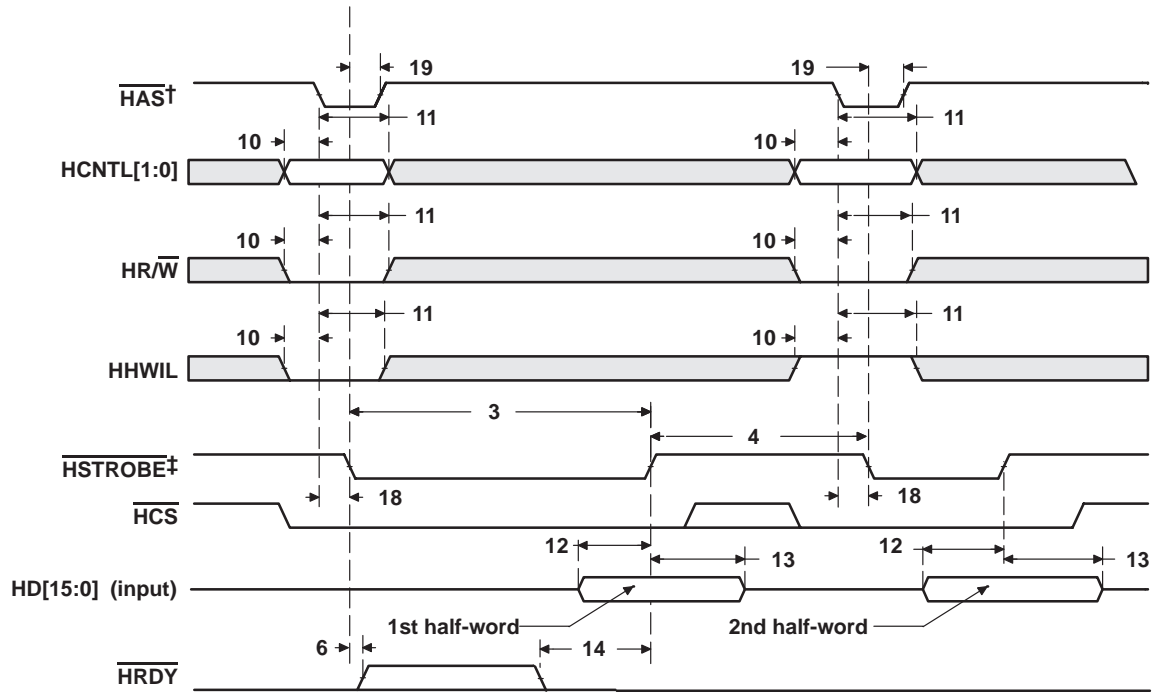 19
19
HAS†
11
11
10
10
HCNTL[1:0]
11
11
10
10
HR/W
11
11
10
10
HHWIL
3
4
HSTROBE‡
18
18
HCS
12
12
13
13
HD[15:0] (input)
1st half-word
2nd half-word
6
14
HRDY